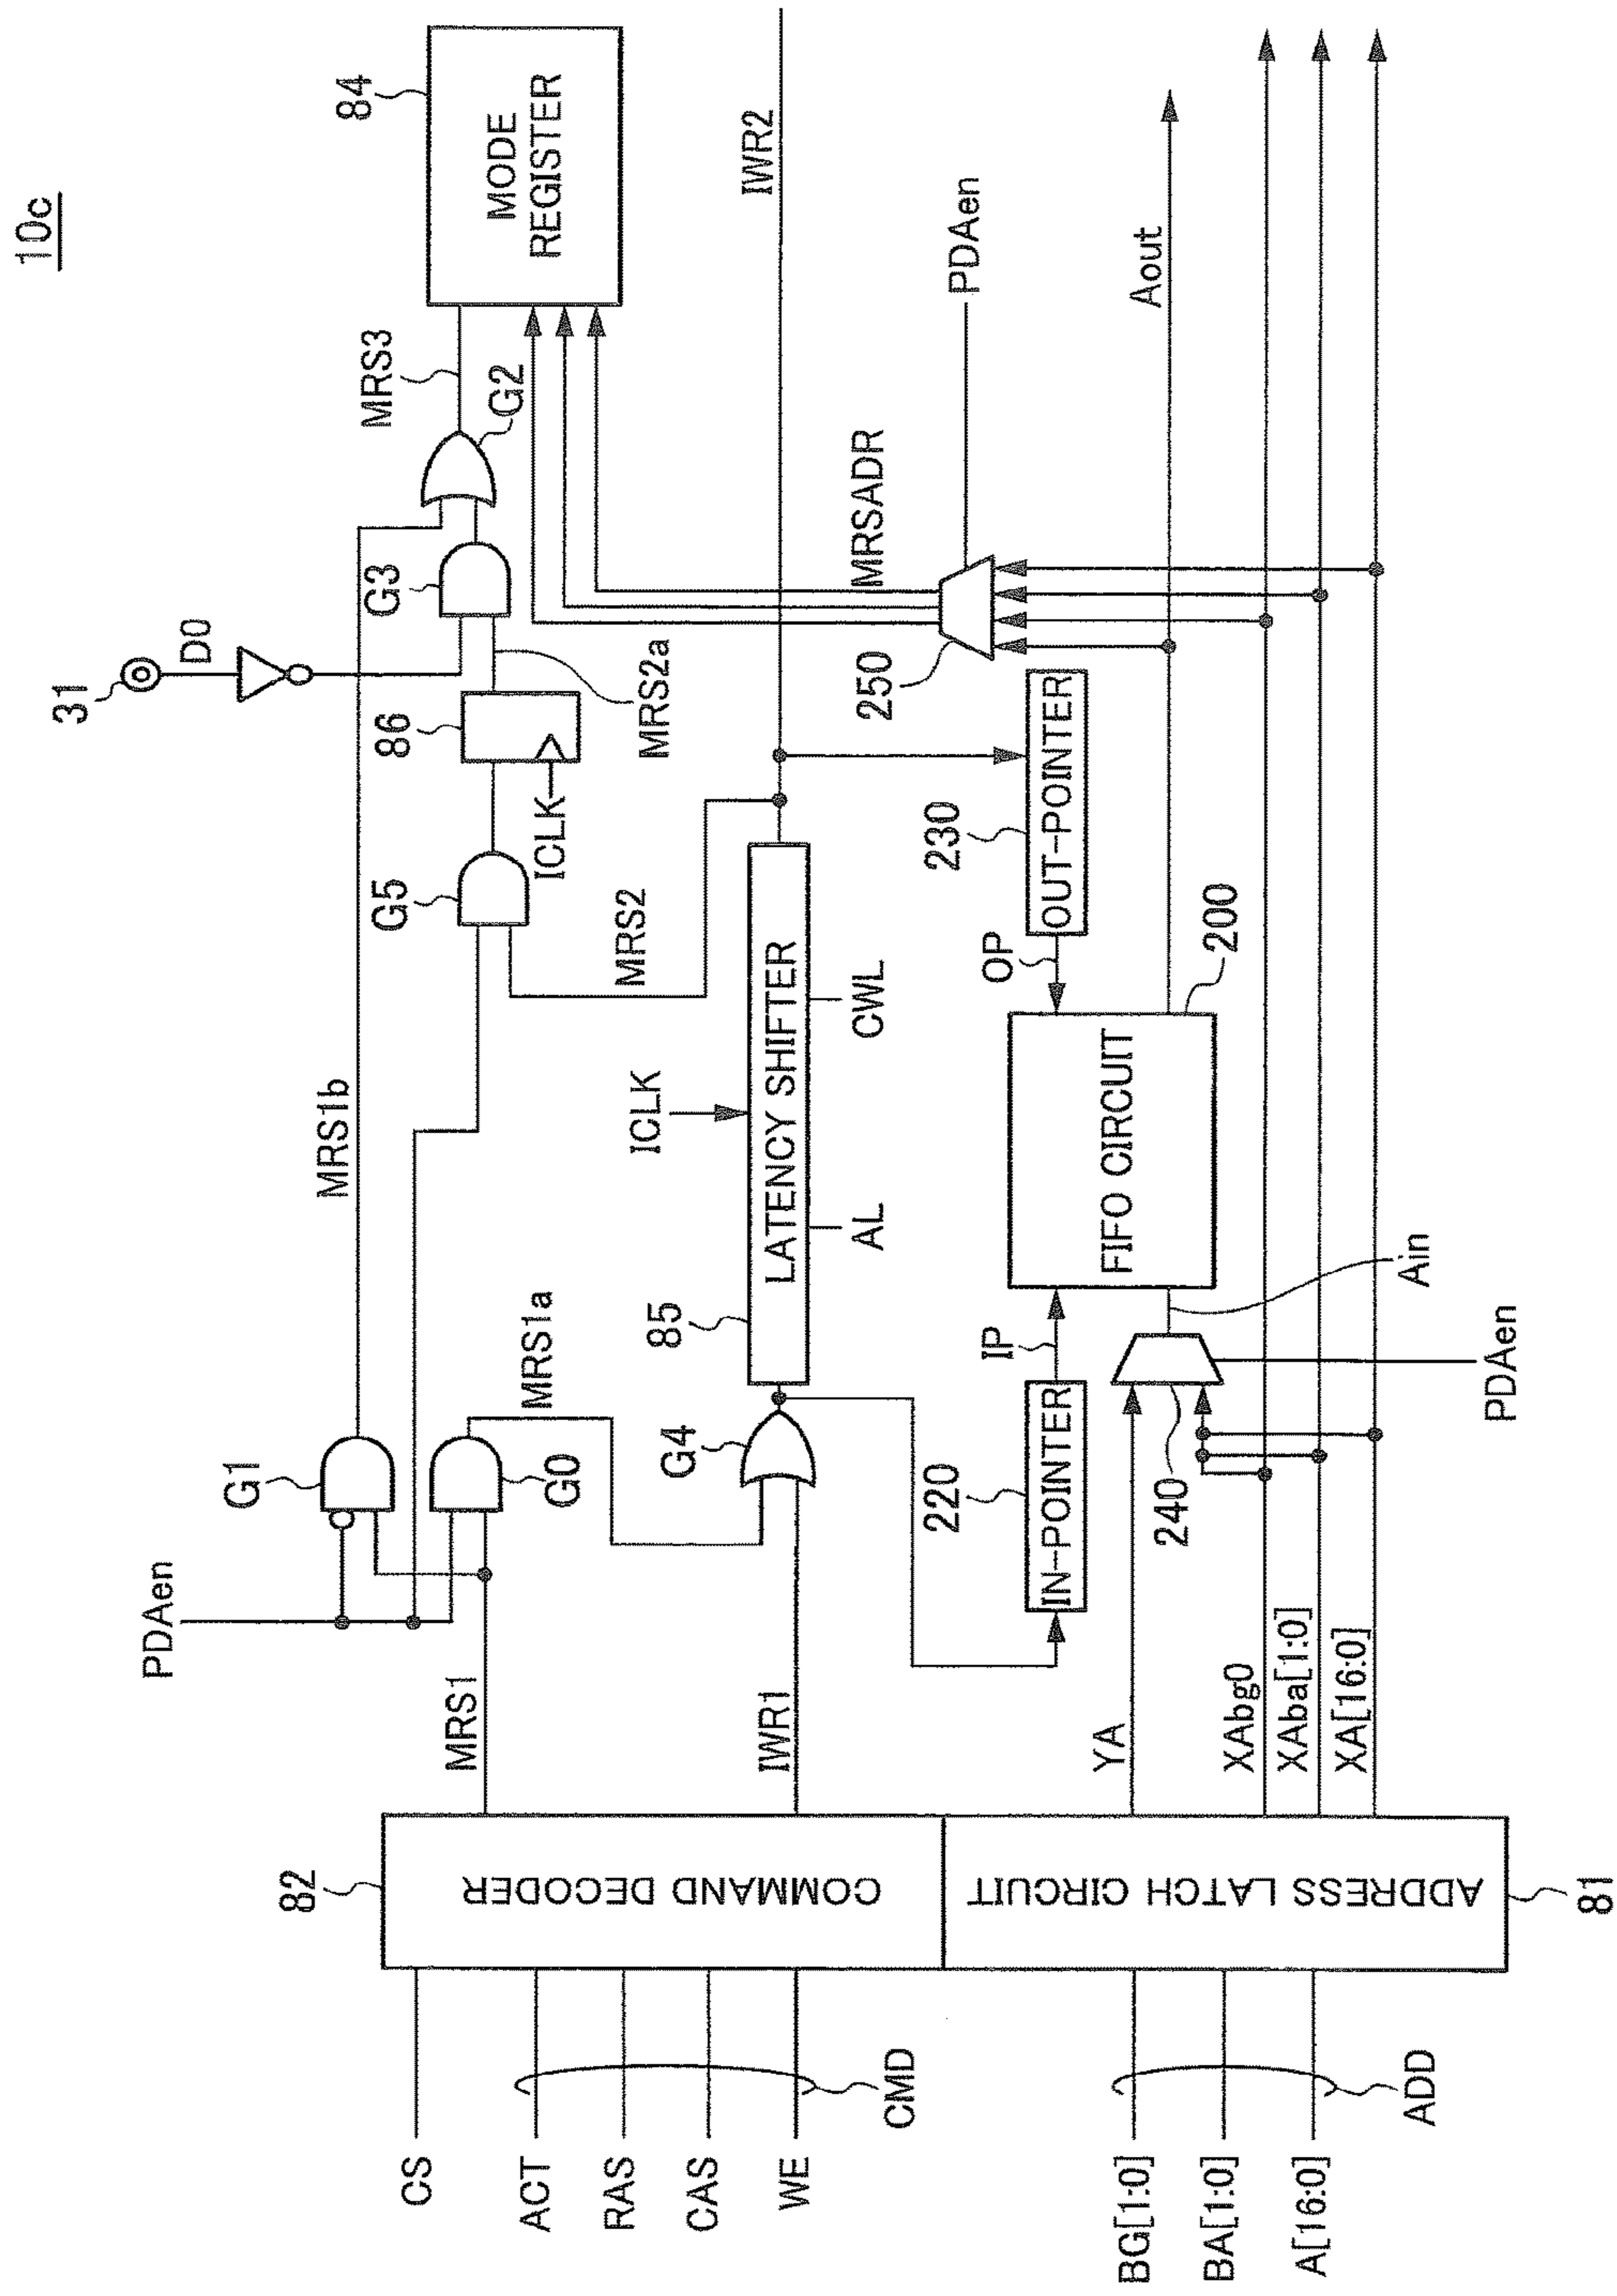 10c
31
D0
PDAen
G1
MRS1b
G3
MRS3
84
MODE
REGISTER
G2
86
G5
ICLK
MRS2a
G0
MRS1a
MRS2
MRS1
ICLK
82
COMMAND DECODER
CS
ACT
RAS
CAS
WE
CMD
IWR1
G4
85
LATENCY SHIFTER
AL
CWL
IWR2
MRSADR
250
PDAen
220
IN-POINTER
IP
FIFO CIRCUIT
200
OP
230
OUT-POINTER
Aout
YA
240
Ain
PDAen
XAbg0
XAba[1:0]
XA[16:0]
ADDRESS LATCH CIRCUIT
81
BG[1:0]
BA[1:0]
A[16:0]
ADD